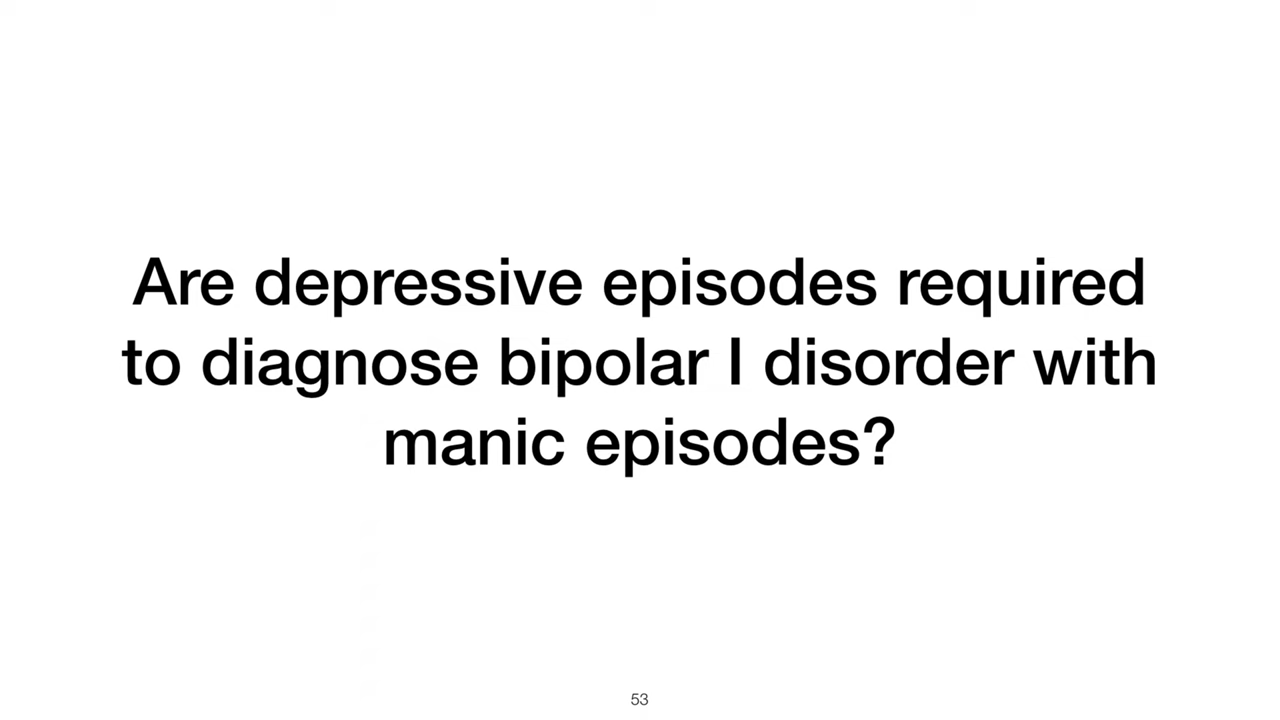 Are depressive episodes required
to diagnose bipolar I disorder with
manic episodes?
53